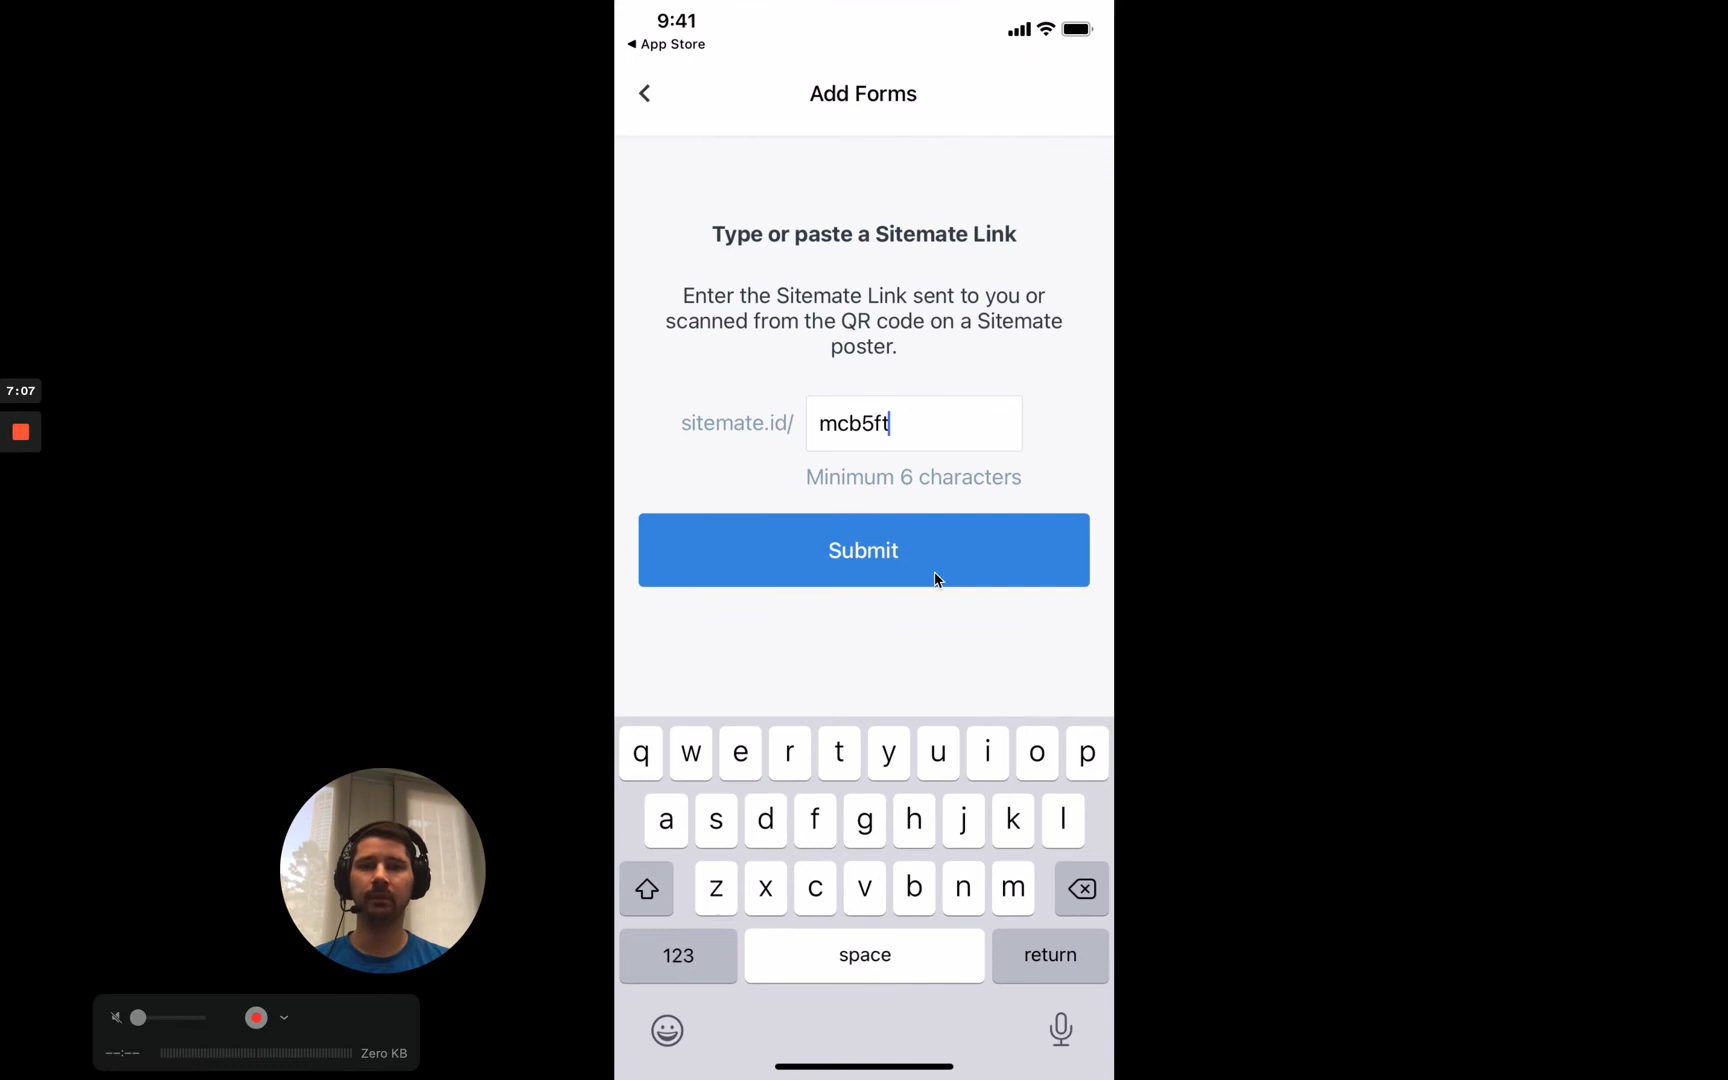 9:41
◀ App Store
Add Forms
Type or paste a Sitemate Link
Enter the Sitemate Link sent to you or
scanned from the QR code on a Sitemate
poster.
sitemate.id/ mcb5ft
Minimum 6 characters
Submit
7:07
q w e r t y u i o p
a s d f g h j k l
z x c v b n m
123 space return
--:-- Zero KB